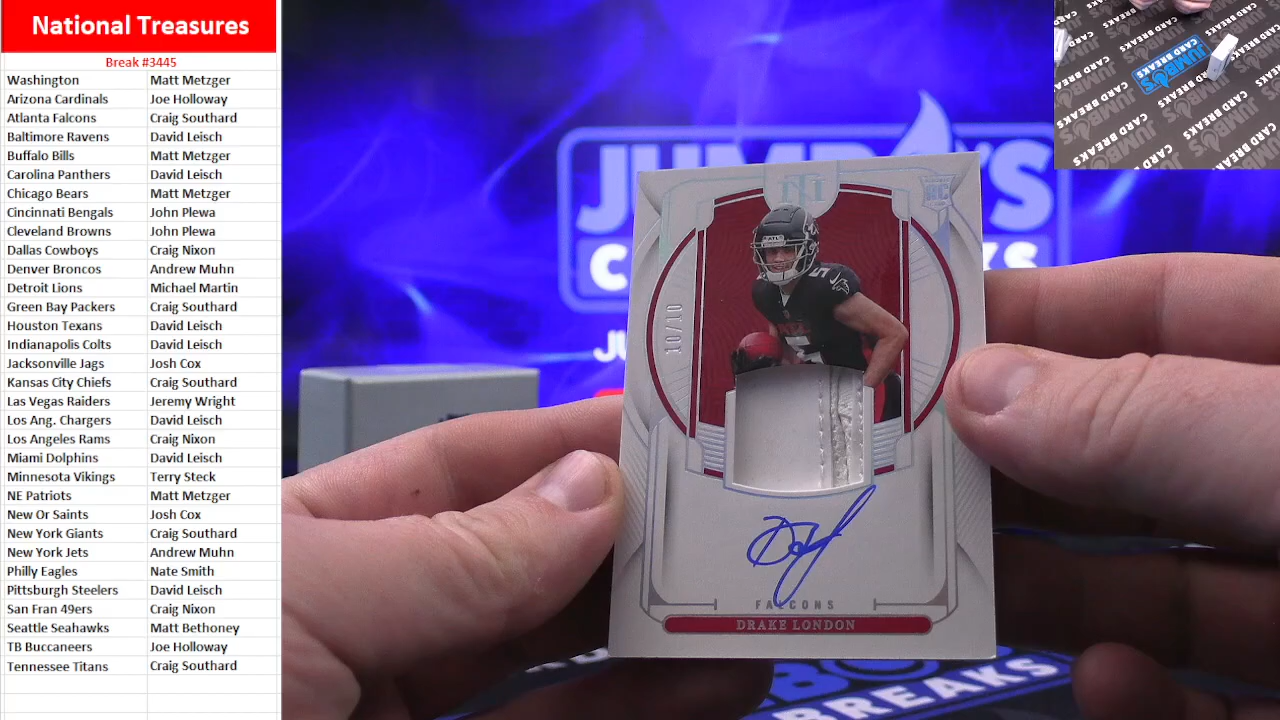 National Treasures
Break #3445
Washington Matt Metzger
Arizona Cardinals Joe Holloway
Atlanta Falcons Craig Southard
Baltimore Ravens David Leisch
Buffalo Bills Matt Metzger
Carolina Panthers David Leisch
Chicago Bears Matt Metzger
Cincinnati Bengals John Plewa
Cleveland Browns John Plewa
Dallas Cowboys Craig Nixon
Denver Broncos Andrew Muhn
Detroit Lions Michael Martin
Green Bay Packers Craig Southard
Houston Texans David Leisch
Indianapolis Colts David Leisch
Jacksonville Jags Josh Cox
Kansas City Chiefs Craig Southard
Las Vegas Raiders Jeremy Wright
Los Ang. Chargers David Leisch
Los Angeles Rams Craig Nixon
Miami Dolphins David Leisch
Minnesota Vikings Terry Steck
NE Patriots Matt Metzger
New Or Saints Josh Cox
New York Giants Craig Southard
New York Jets Andrew Muhn
Philly Eagles Nate Smith
Pittsburgh Steelers David Leisch
San Fran 49ers Craig Nixon
Seattle Seahawks Matt Bethoney
TB Buccaneers Joe Holloway
Tennessee Titans Craig Southard
RC
10/10
5
FALCONS
DRAKE LONDON
BREAKS
JUMBO'S
CARD BREAKS